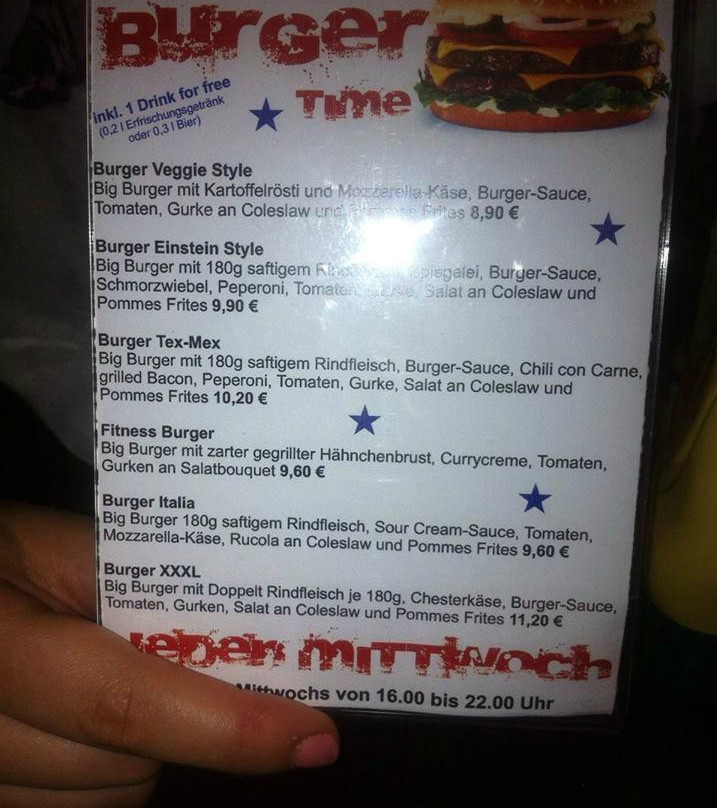 Burger
Time
inkl. 1 Drink for free
(0,2 l Erfrischungsgetränk
oder 0,3 l Bier)
Burger Veggie Style
Big Burger mit Kartoffelrösti und Mozzarella-Käse, Burger-Sauce,
Tomaten, Gurke an Coleslaw und Pommes Frites 8,90 €
Burger Einstein Style
Big Burger mit 180g saftigem Spiegelei, Burger-Sauce,
Schmorzwiebel, Peperoni, Tomaten, Gurke, Salat an Coleslaw und
Pommes Frites 9,90 €
Burger Tex-Mex
Big Burger mit 180g saftigem Rindfleisch, Burger-Sauce, Chili con Carne,
grilled Bacon, Peperoni, Tomaten, Gurke, Salat an Coleslaw und
Pommes Frites 10,20 €
Fitness Burger
Big Burger mit zarter gegrillter Hähnchenbrust, Currycreme, Tomaten,
Gurken an Salatbouquet 9,60 €
Burger Italia
Big Burger 180g saftigem Rindfleisch, Sour Cream-Sauce, Tomaten,
Mozzarella-Käse, Rucola an Coleslaw und Pommes Frites 9,60 €
Burger XXXL
Big Burger mit Doppelt Rindfleisch je 180g, Chesterkäse, Burger-Sauce,
Tomaten, Gurken, Salat an Coleslaw und Pommes Frites 11,20 €
Jeden Mittwoch
Mittwochs von 16.00 bis 22.00 Uhr